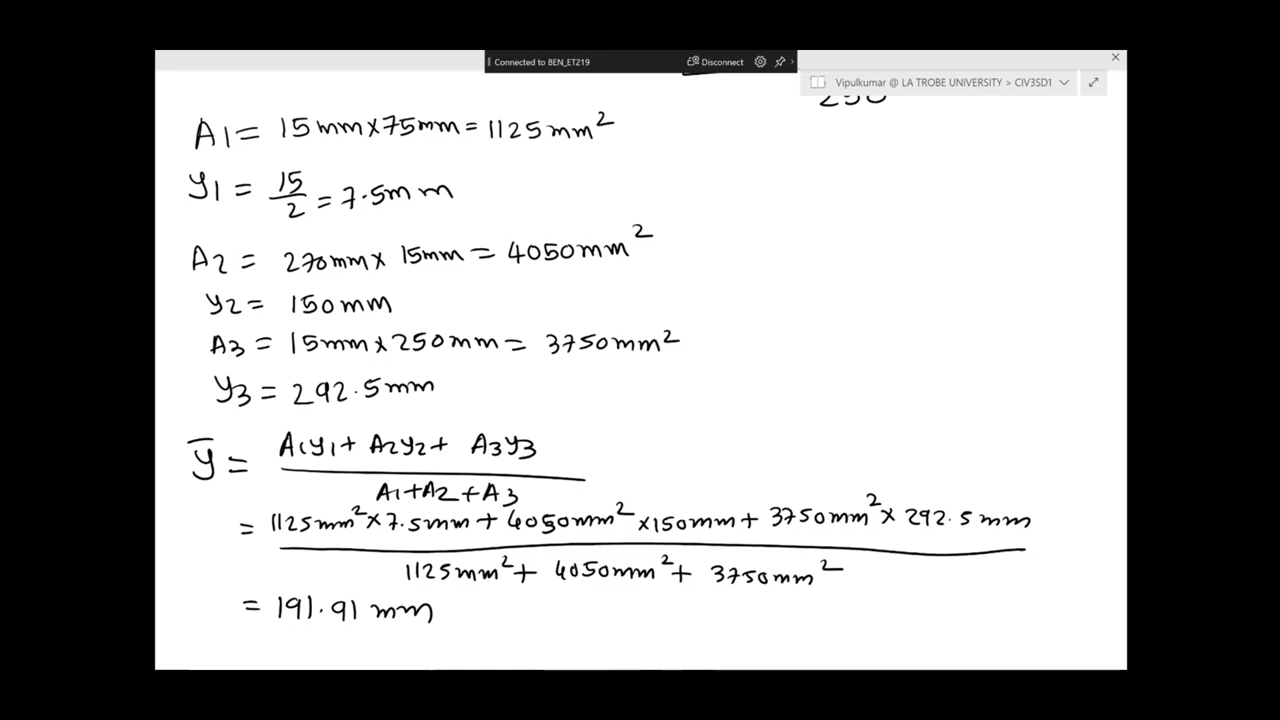 Connected to BEN_ET219 Disconnect
Vipulkumar @ LA TROBE UNIVERSITY > CIV3SD1
250
A1 = 15mm×75mm = 1125mm²
y1 = 15/2 = 7.5mm
A2 = 270mm× 15mm = 4050mm²
y2 = 150mm
A3 = 15mm×250mm = 3750mm²
y3 = 292.5mm
ȳ = (A1y1+ A2y2+ A3y3)/(A1+A2+A3)
= (1125mm²×7.5mm+ 4050mm²×150mm+ 3750mm²× 292.5mm)/(1125mm²+ 4050mm²+ 3750mm²)
= 191.91 mm